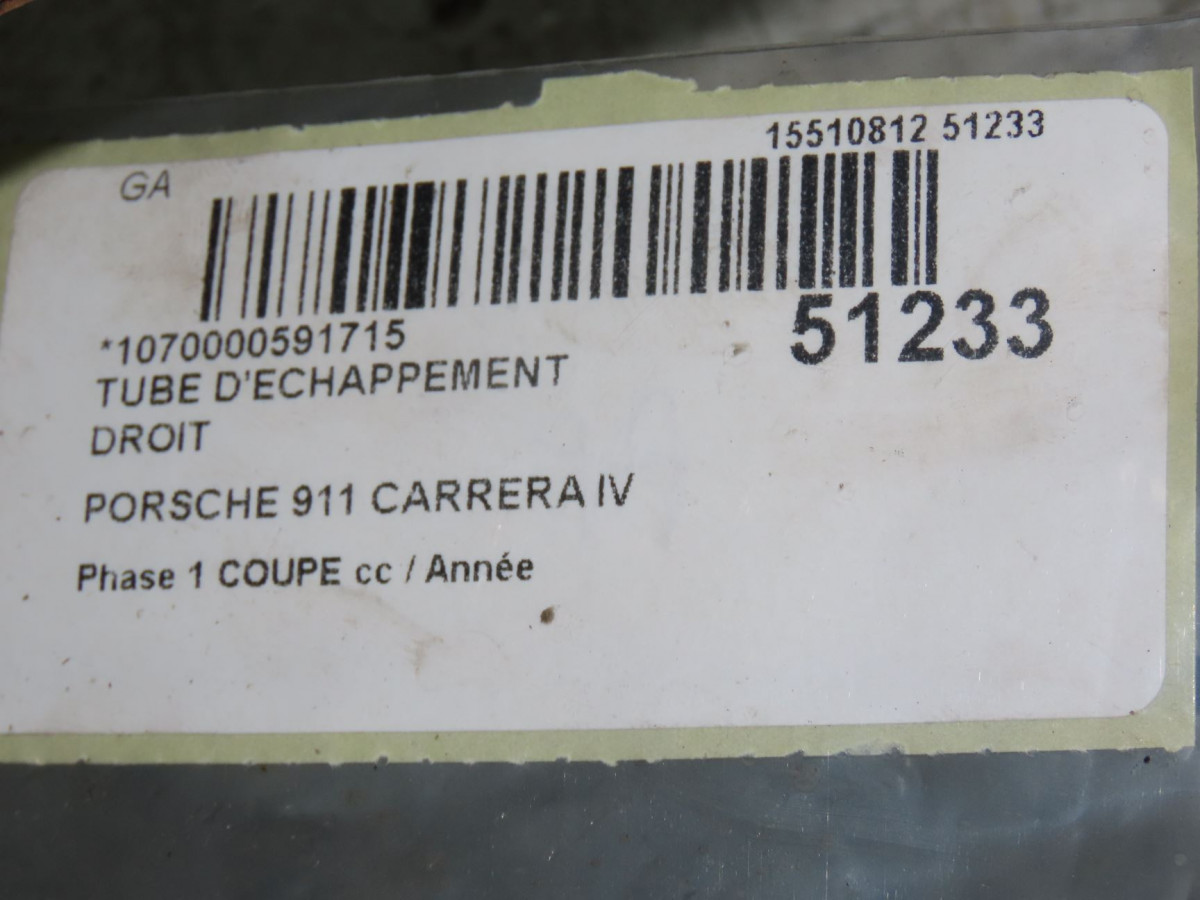 15510812 51233
GA
*1070000591715
51233
TUBE D'ECHAPPEMENT
DROIT
PORSCHE 911 CARRERA IV
Phase 1 COUPE cc / Année